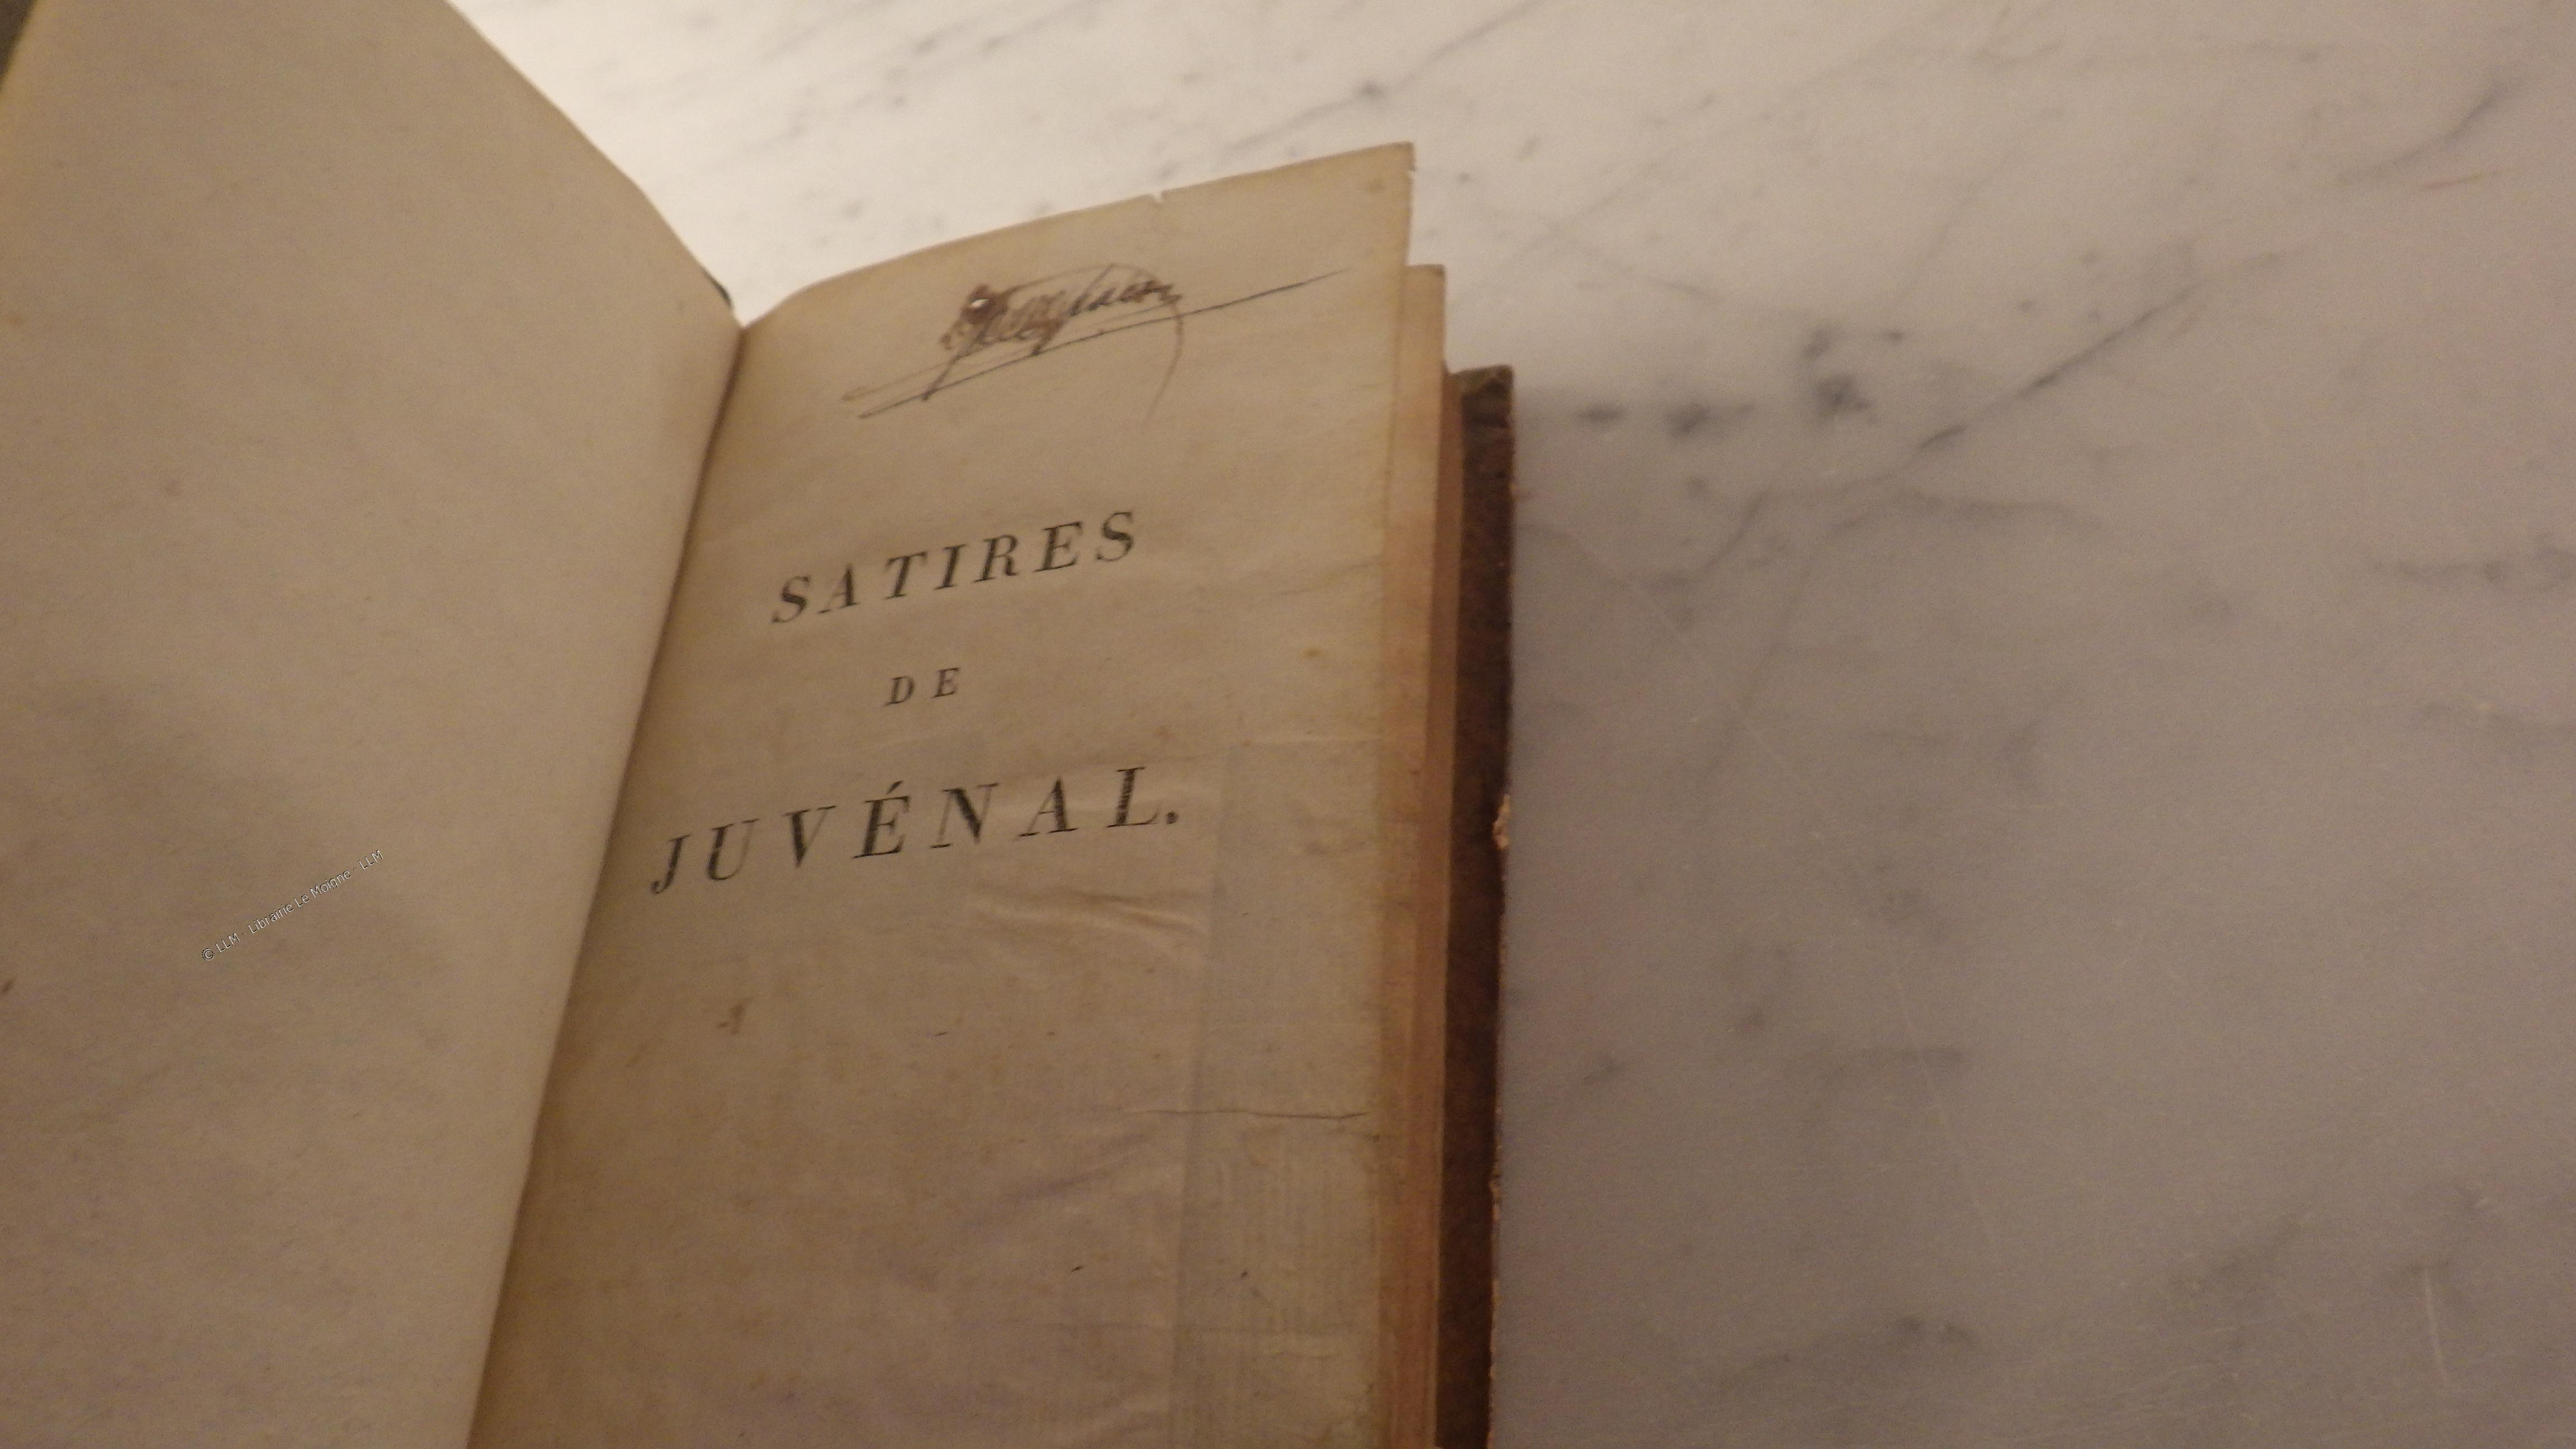 SATIRES
DE
JUVÉNAL.
© LLM - Librairie Le Moigne - LLM